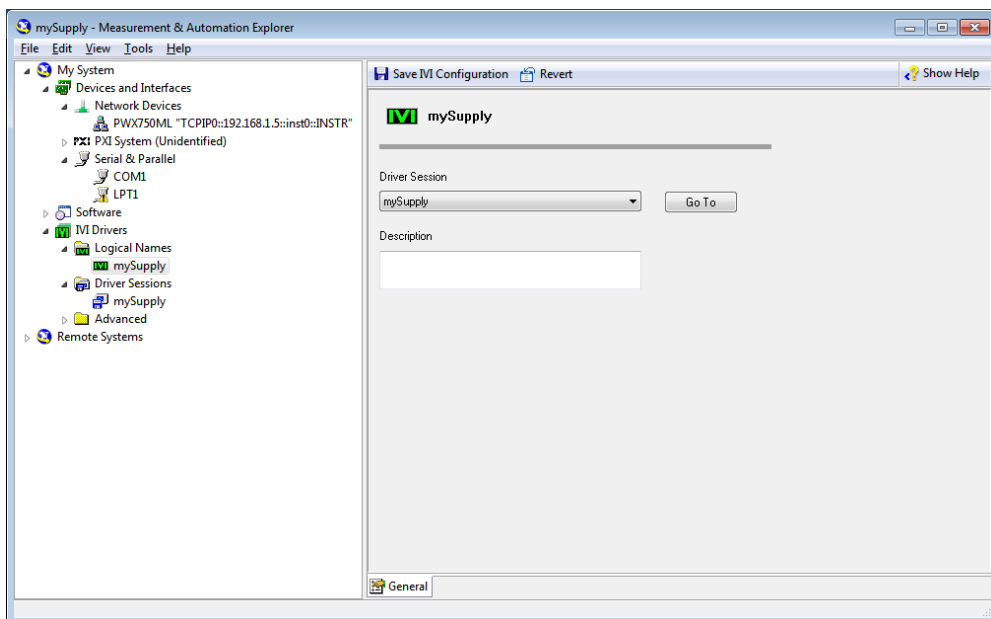 mySupply - Measurement & Automation Explorer
File Edit View Tools Help
My System
Devices and Interfaces
Network Devices
PWX750ML "TCPIP0::192.168.1.5::inst0::INSTR"
PXI PXI System (Unidentified)
Serial & Parallel
COM1
LPT1
Software
IVI IVI Drivers
IVI Logical Names
IVI mySupply
Driver Sessions
mySupply
Advanced
Remote Systems
Save IVI Configuration Revert Show Help
IVI mySupply
Driver Session
mySupply Go To
Description
General